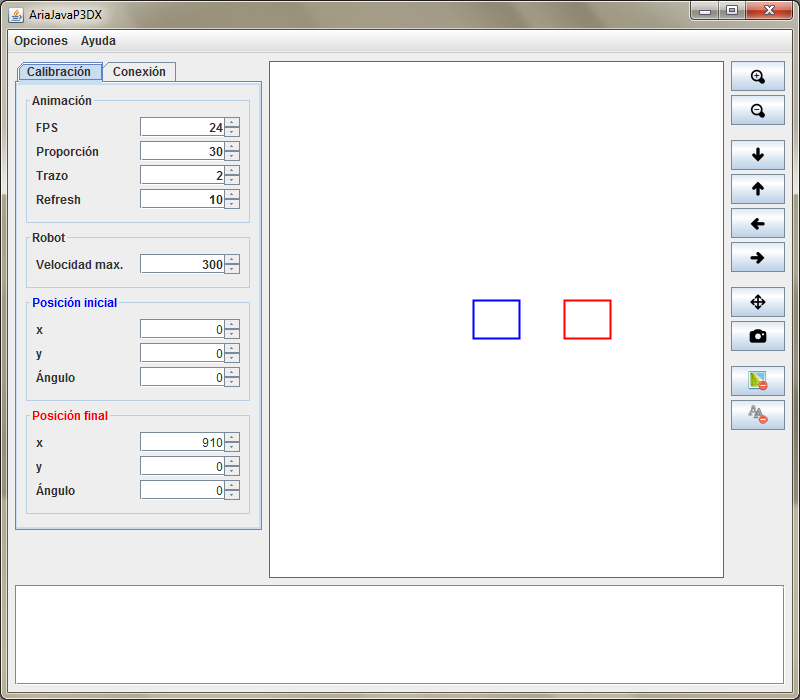 AriaJavaP3DX
Opciones Ayuda
Calibración Conexión
Animación
FPS 24
Proporción 30
Trazo 2
Refresh 10
Robot
Velocidad max. 300
Posición inicial
x 0
y 0
Ángulo 0
Posición final
x 910
y 0
Ángulo 0